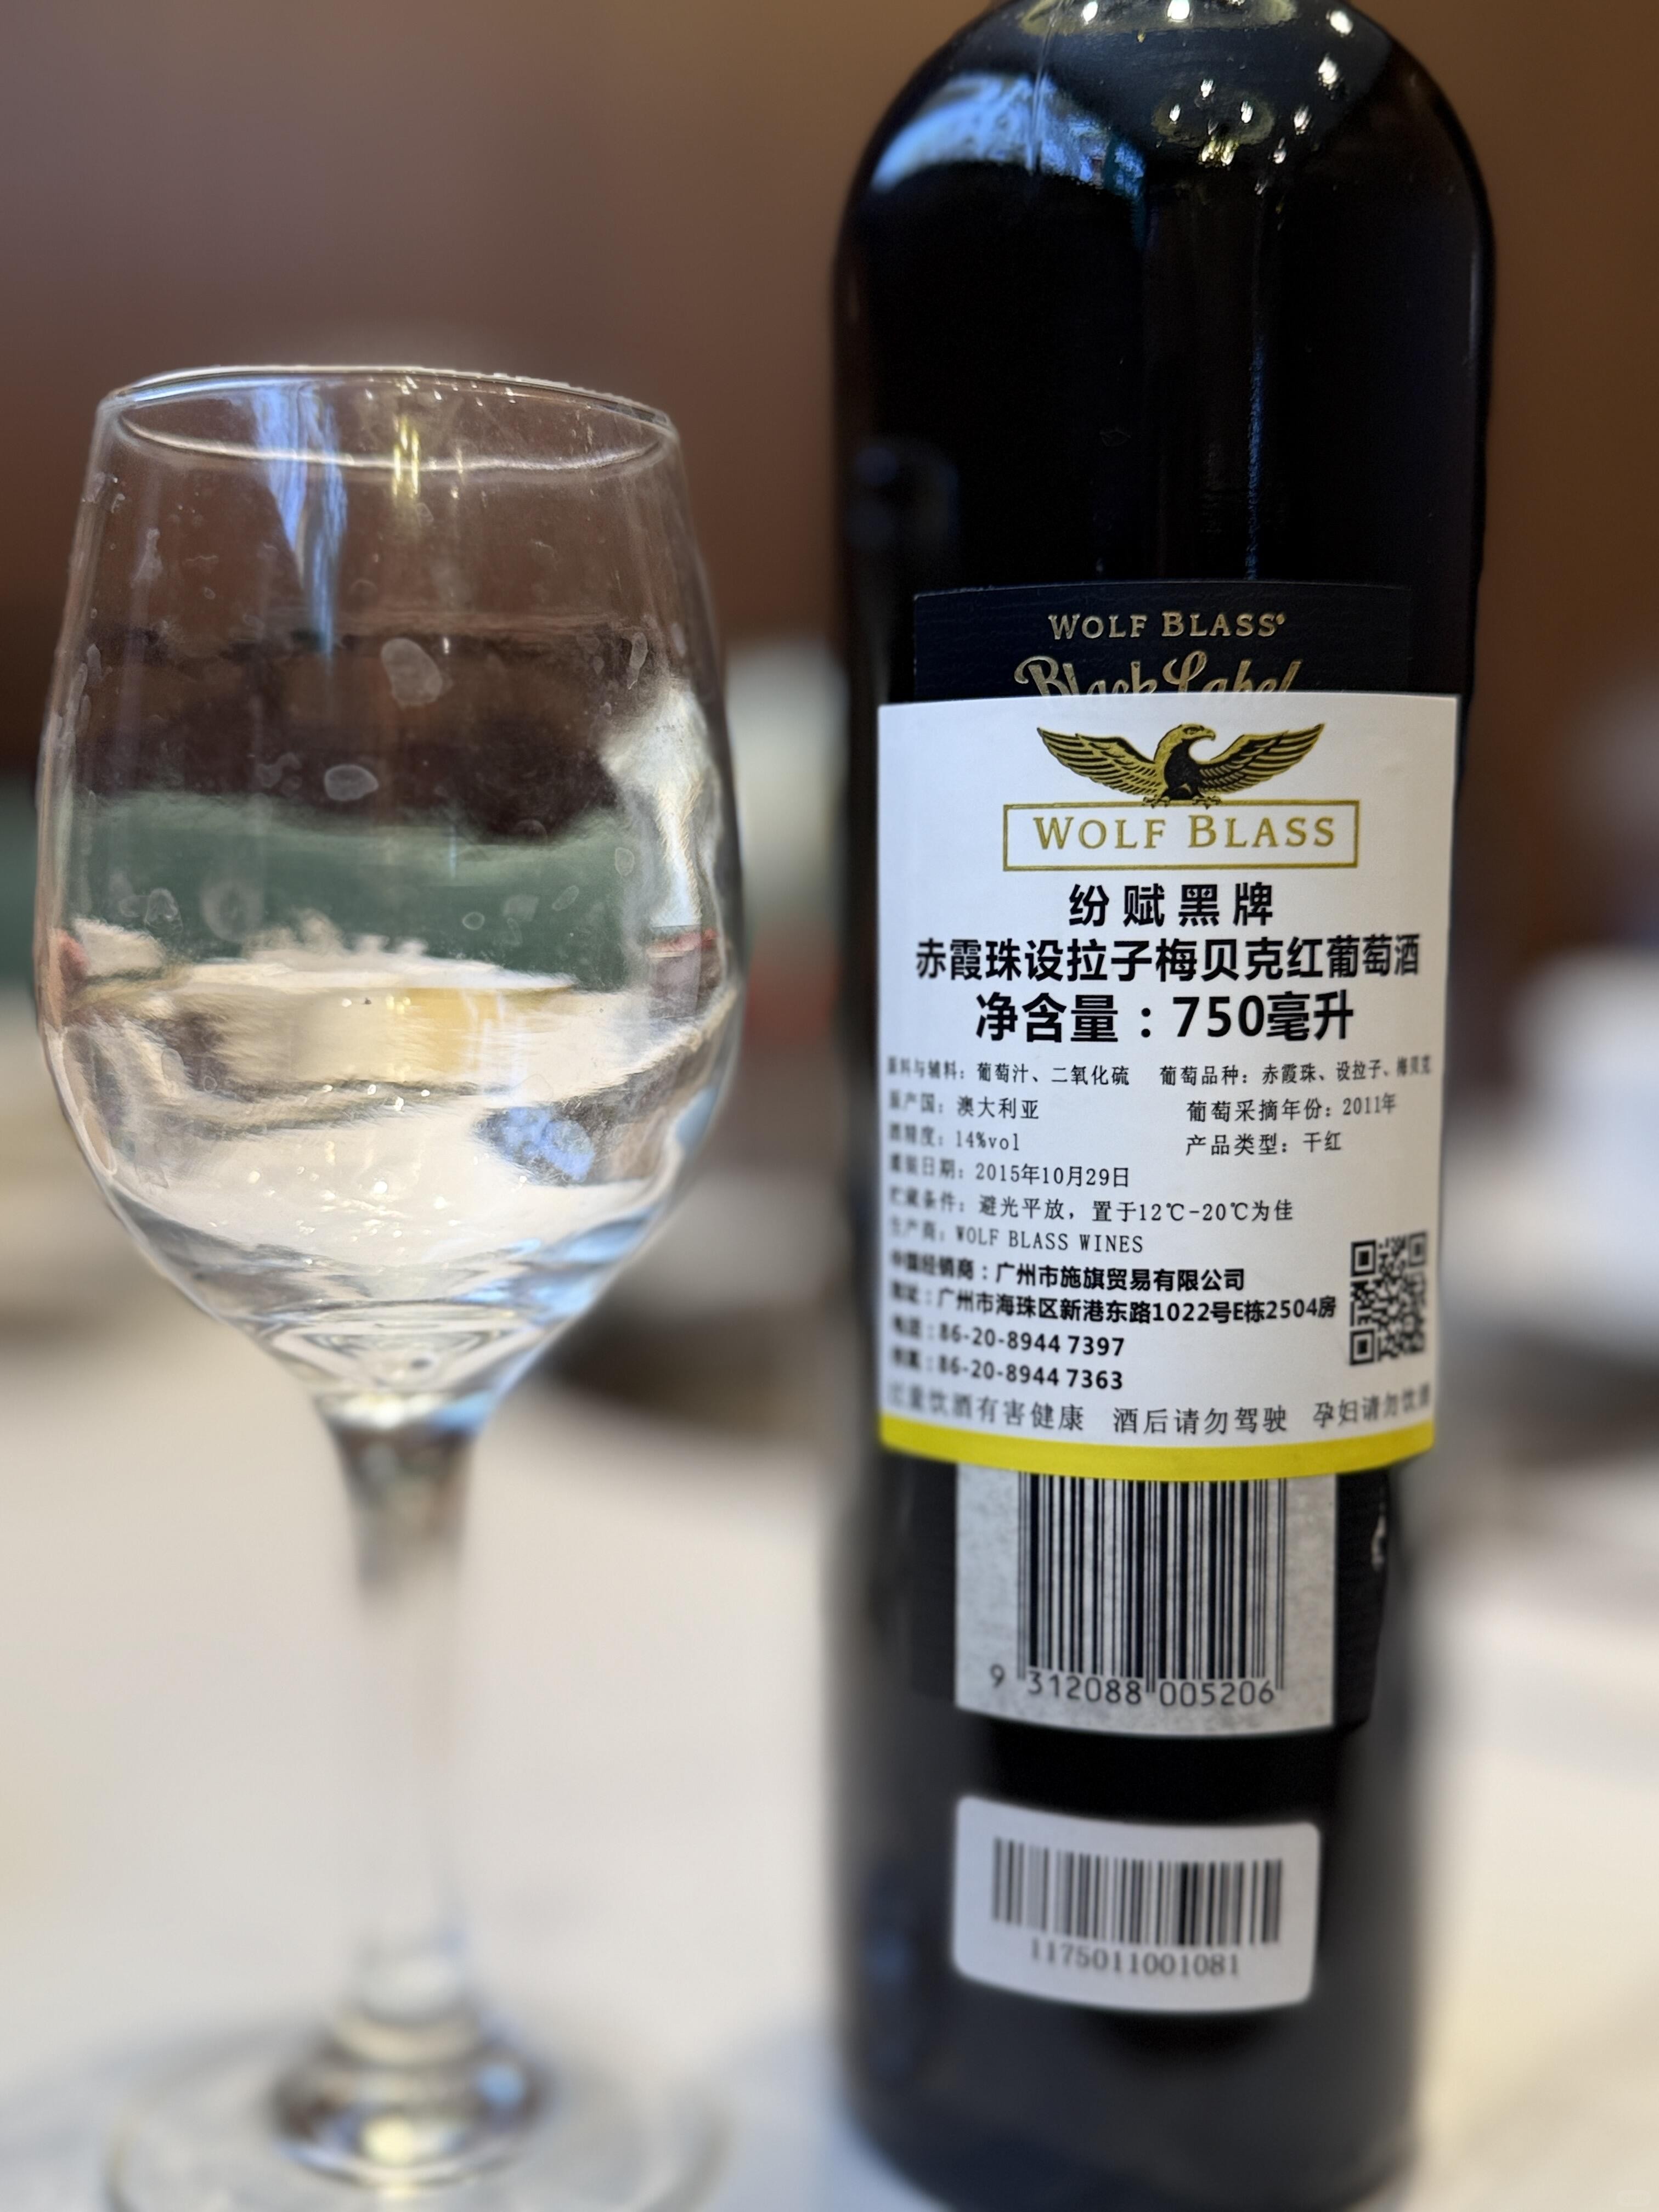 WOLF BLASS®
Black Label
WOLF BLASS
纷赋黑牌
赤霞珠设拉子梅贝克红葡萄酒
净含量：750毫升
原料与辅料：葡萄汁、二氧化硫 葡萄品种：赤霞珠、设拉子、梅贝克
原产国：澳大利亚 葡萄采摘年份：2011年
酒精度：14%vol 产品类型：干红
灌装日期：2015年10月29日
贮藏条件：避光平放，置于12℃-20℃为佳
生产商：WOLF BLASS WINES
中国经销商：广州市施旗贸易有限公司
地址：广州市海珠区新港东路1022号E栋2504房
电话：86-20-8944 7397
传真：86-20-8944 7363
过量饮酒有害健康 酒后请勿驾驶 孕妇请勿饮酒
9 312088 005206
1175011001081